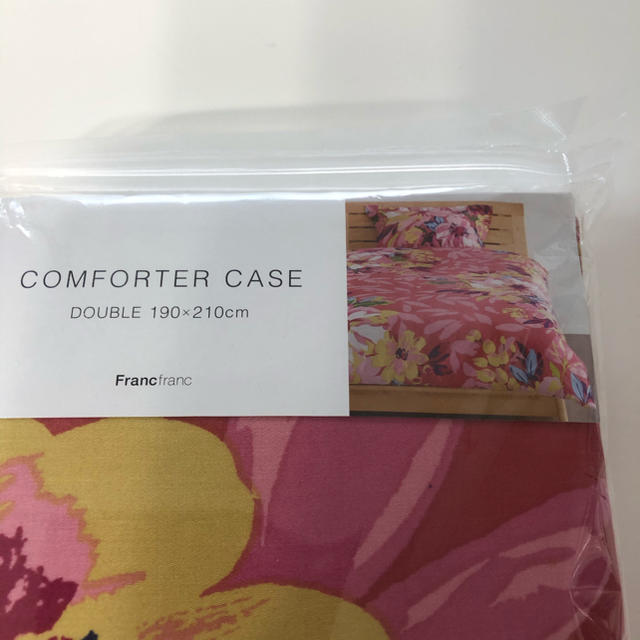 COMFORTER CASE
DOUBLE 190×210cm
Francfranc